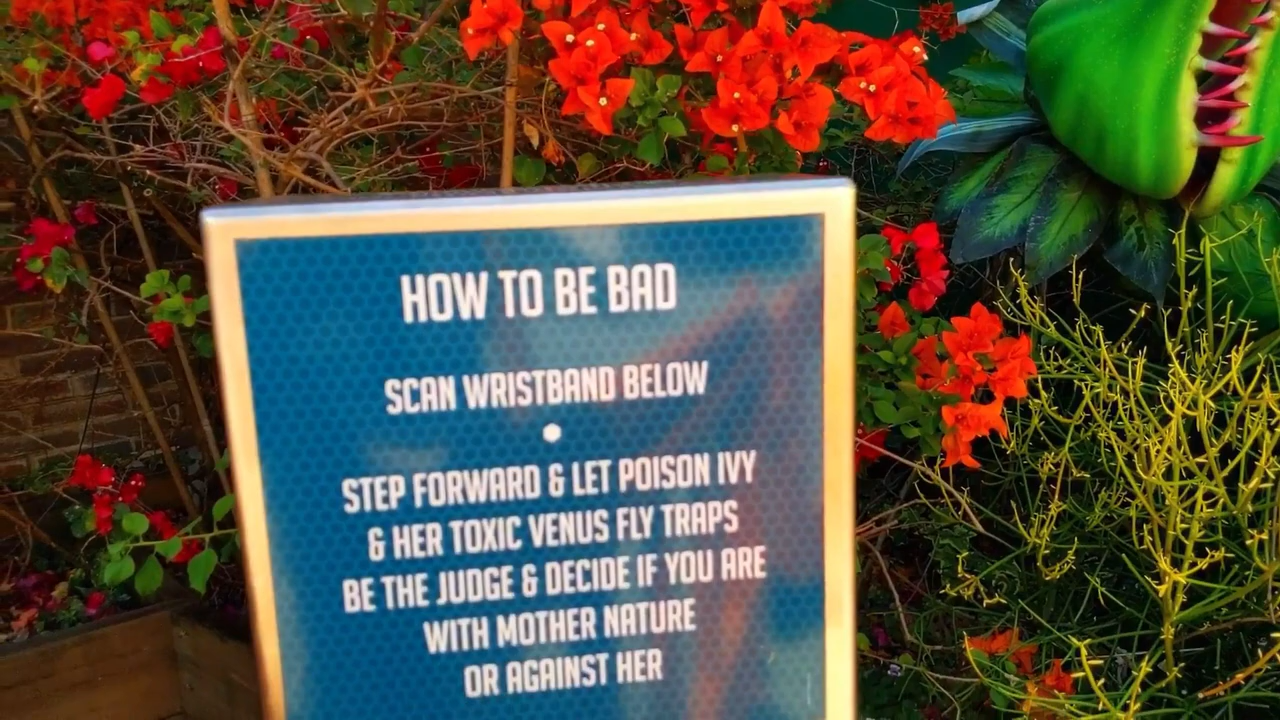 HOW TO BE BAD
SCAN WRISTBAND BELOW
STEP FORWARD & LET POISON IVY
& HER TOXIC VENUS FLY TRAPS
BE THE JUDGE & DECIDE IF YOU ARE
WITH MOTHER NATURE
OR AGAINST HER